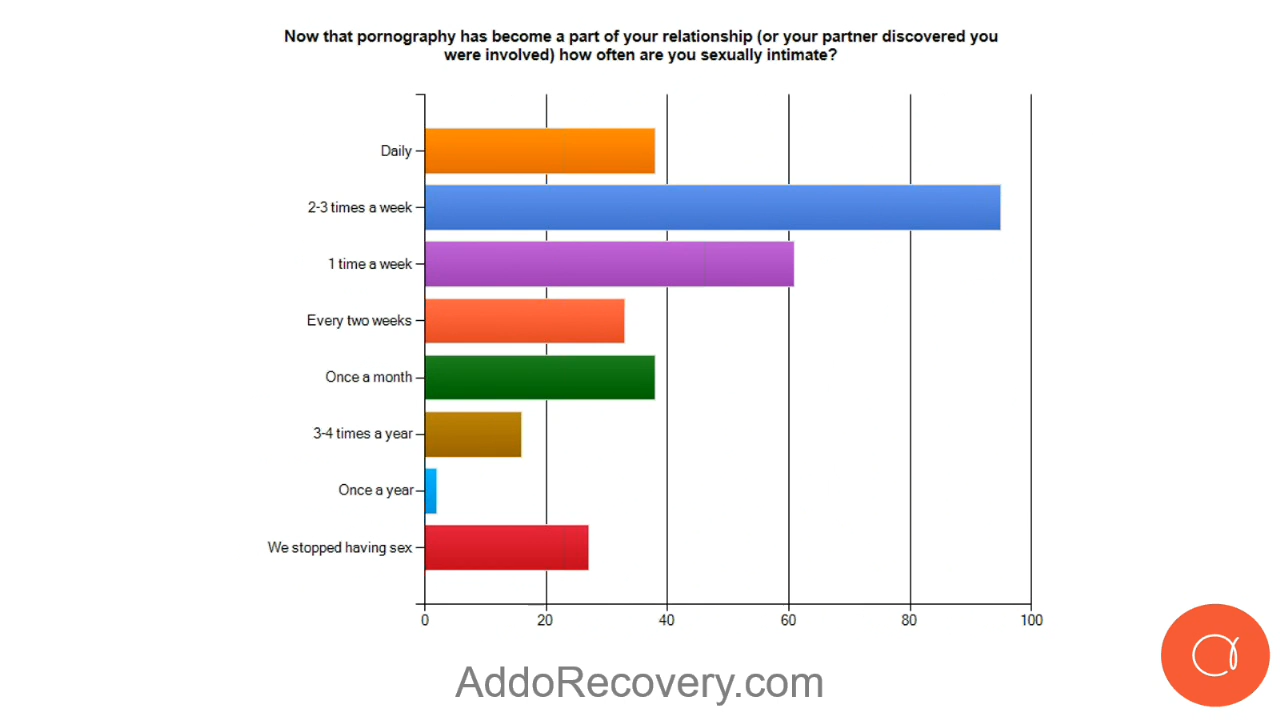 Now that pornography has become a part of your relationship (or your partner discovered you
were involved) how often are you sexually intimate?
Daily
2-3 times a week
1 time a week
Every two weeks
Once a month
3-4 times a year
Once a year
We stopped having sex
0 20 40 60 80 100
AddoRecovery.com